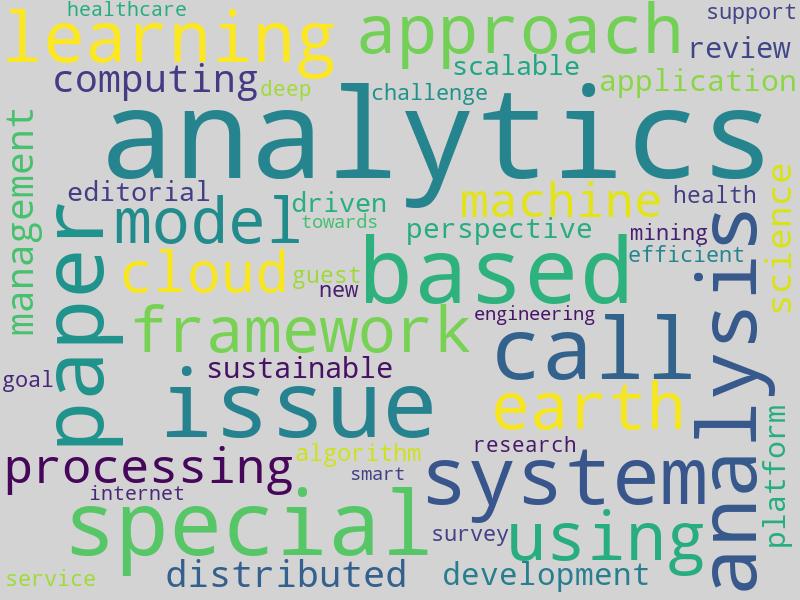 healthcare
learning
approach
support
review
computing
deep
scalable
application
challenge
analytics
management
editorial
model
driven
towards
machine
health
science
perspective
mining
efficient
paper
cloud
guest
new
based
analysis
framework
engineering
call
sustainable
goal
issue
earth
platform
processing
algorithm
smart
research
system
internet
special
survey
using
service
distributed
development